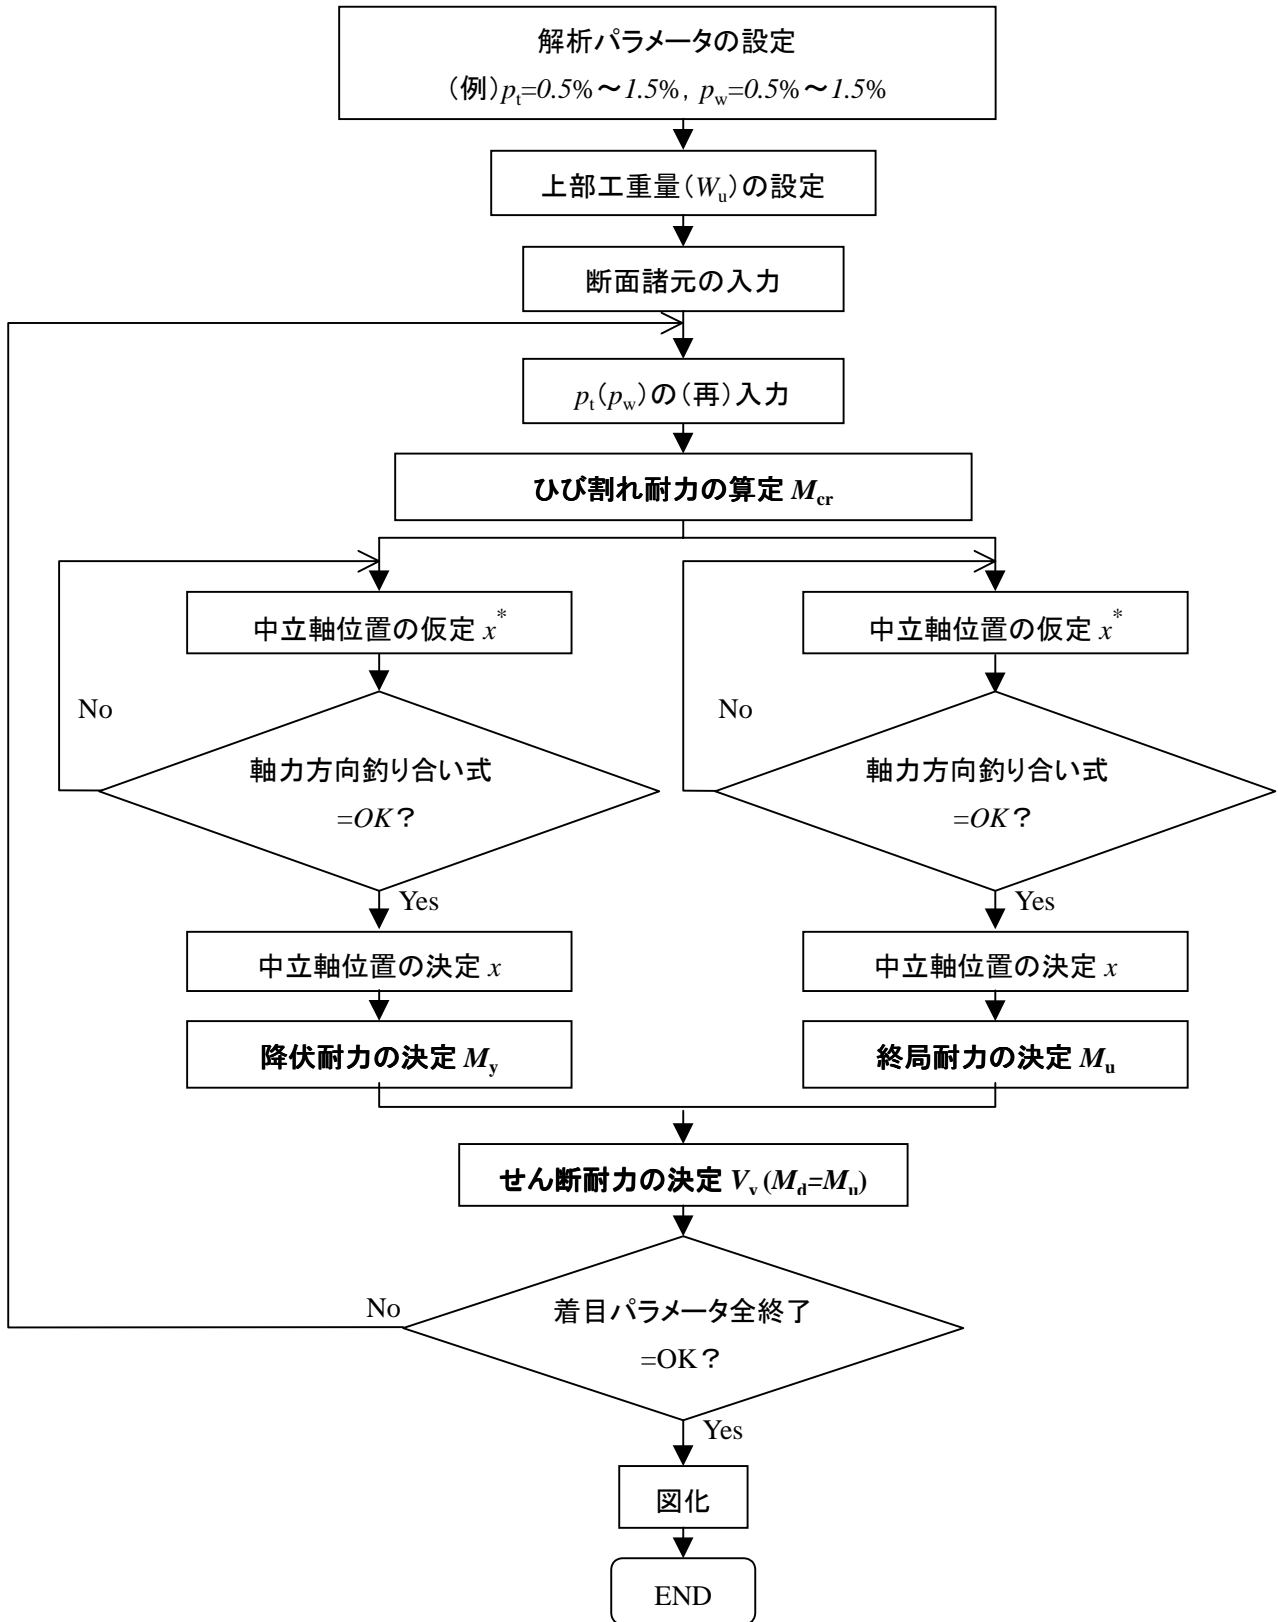 解析パラメータの設定
(例)pt=0.5%～1.5%, pw=0.5%～1.5%
上部工重量(Wu)の設定
断面諸元の入力
pt(pw)の(再)入力
ひび割れ耐力の算定 Mcr
中立軸位置の仮定 x*
中立軸位置の仮定 x*
No
No
軸力方向釣り合い式
=OK?
軸力方向釣り合い式
=OK?
Yes
Yes
中立軸位置の決定 x
中立軸位置の決定 x
降伏耐力の決定 My
終局耐力の決定 Mu
せん断耐力の決定 Vy (Md=Mu)
No
着目パラメータ全終了
=OK?
Yes
図化
END